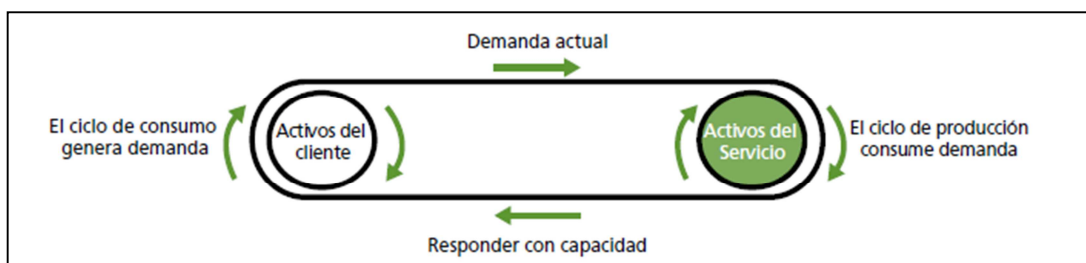 Demanda actual
El ciclo de consumo
genera demanda
Activos del
cliente
Activos del
Servicio
El ciclo de producción
consume demanda
Responder con capacidad